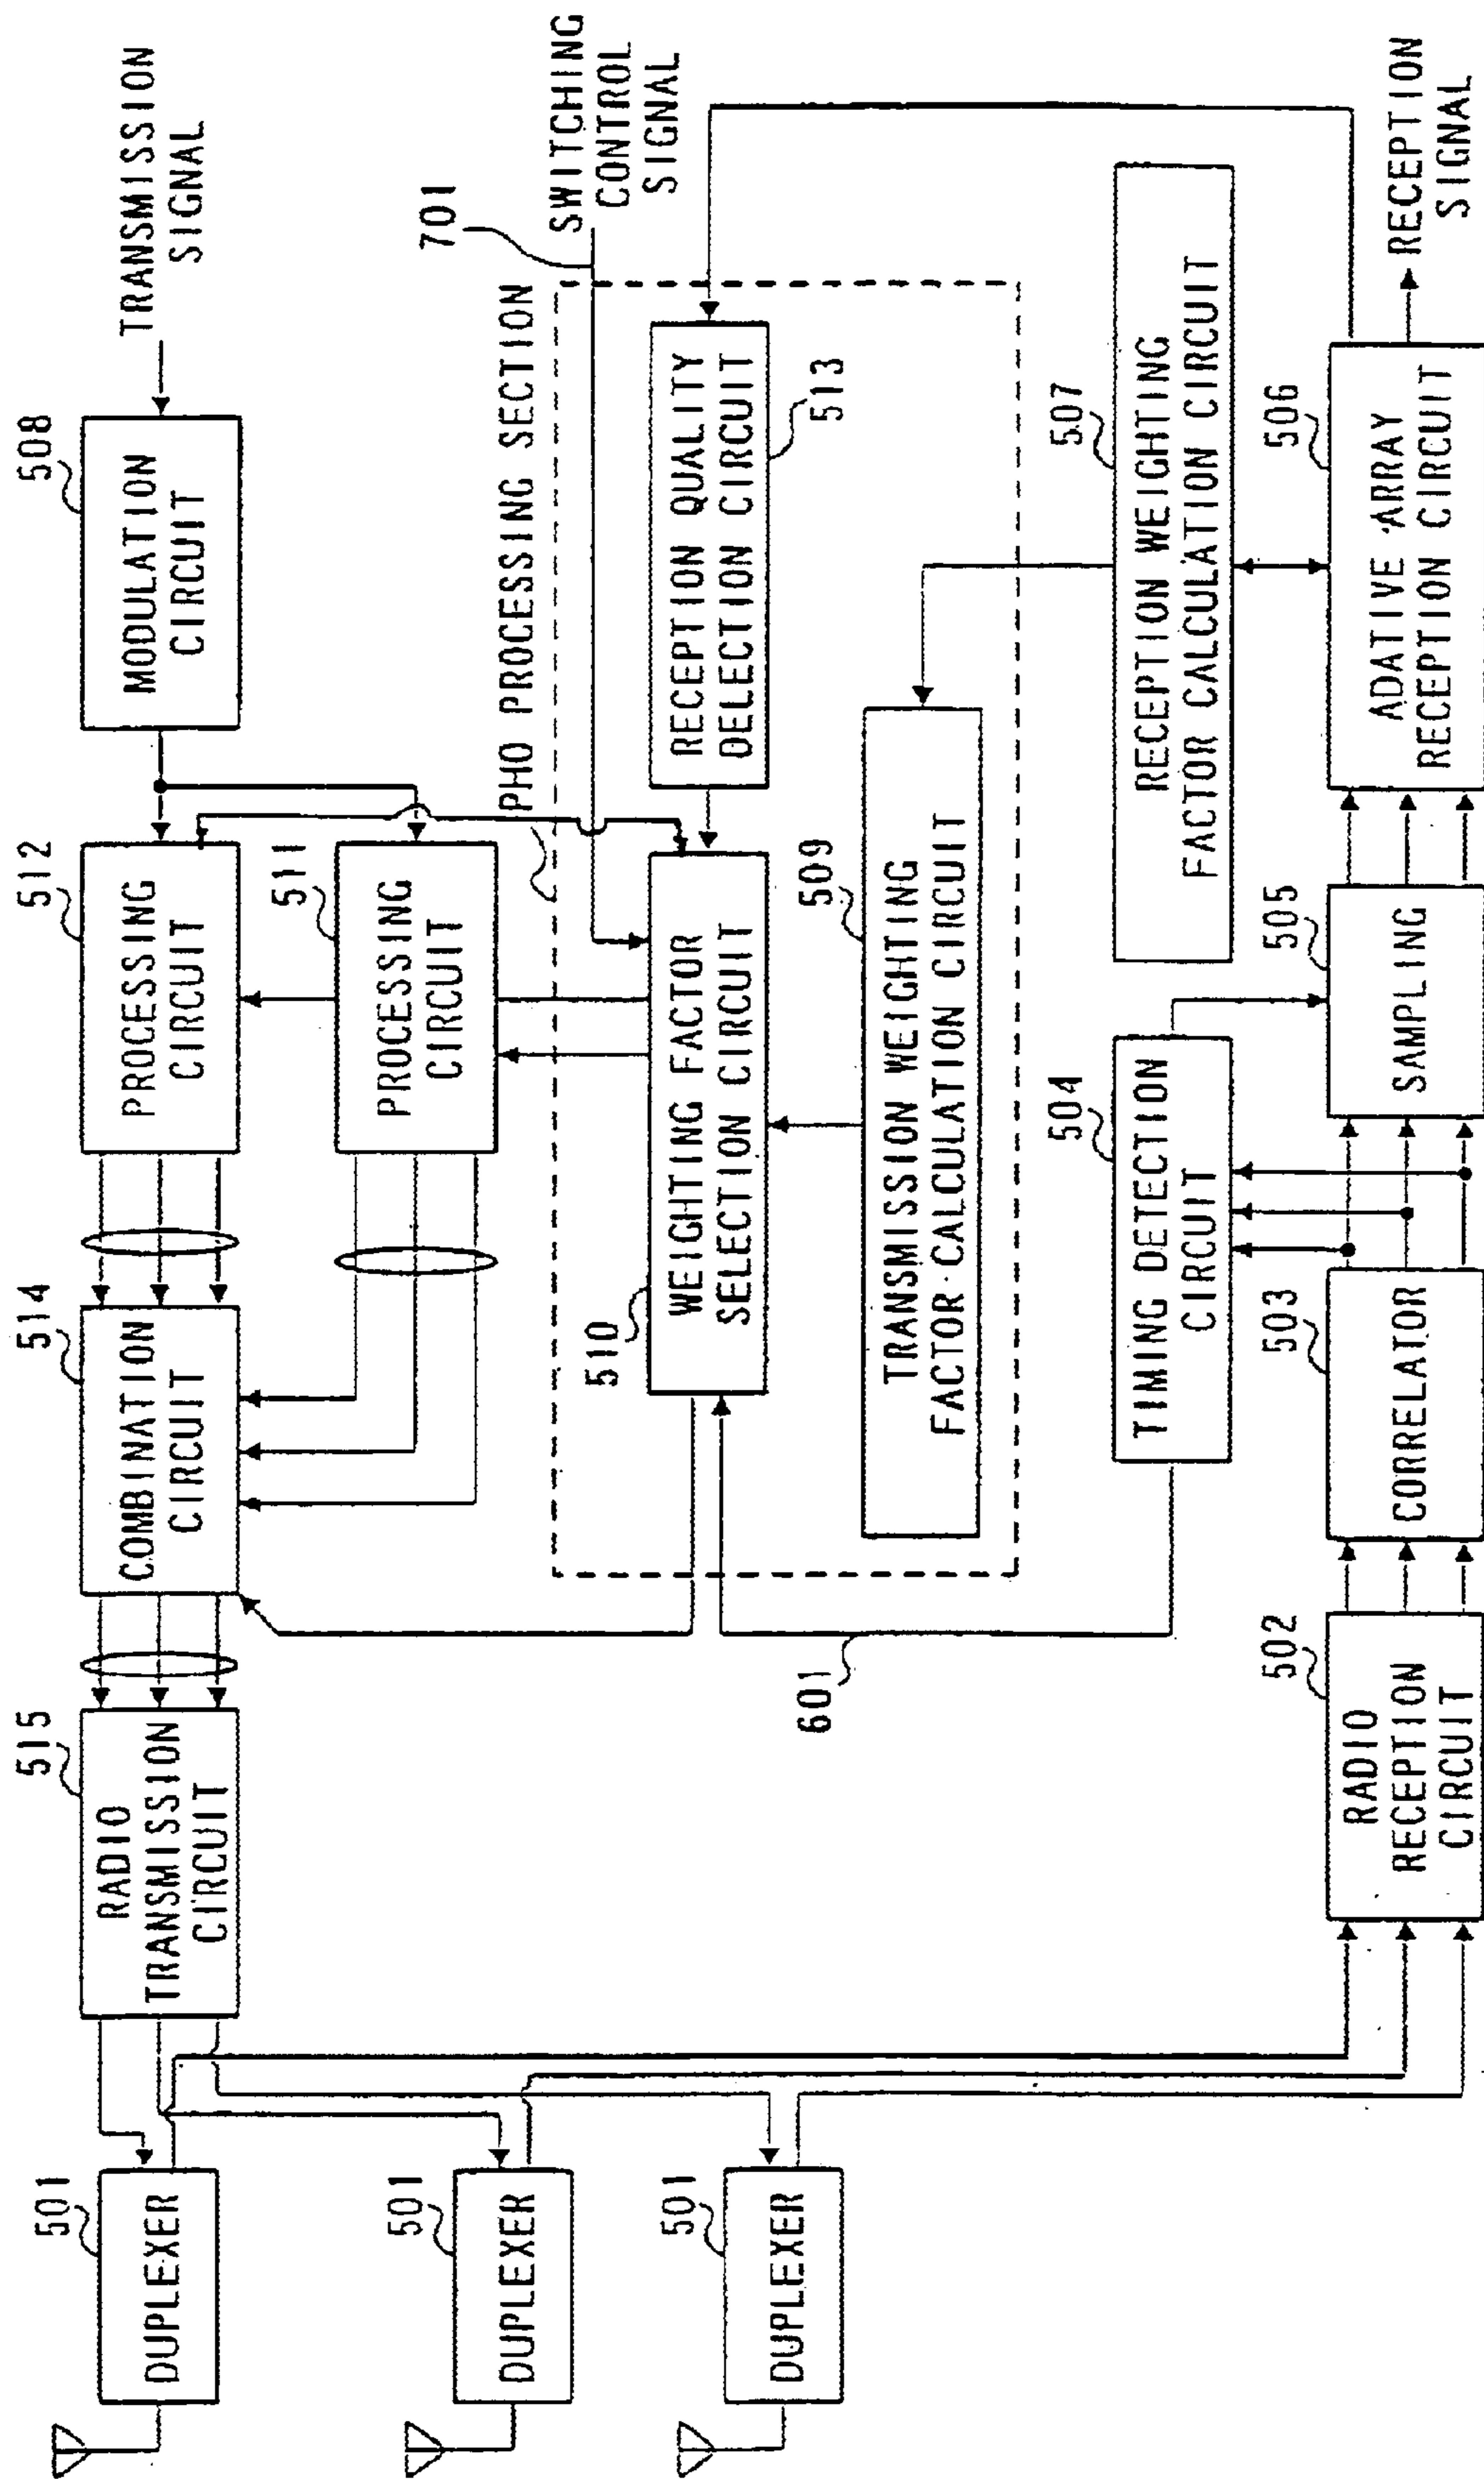 501
DUPLEXER
501
DUPLEXER
501
DUPLEXER
515
RADIO
TRANSMISSION
CIRCUIT
514
COMBINATION
CIRCUIT
512
PROCESSING
CIRCUIT
511
PROCESSING
CIRCUIT
508
MODULATION
CIRCUIT
TRANSMISSION
SIGNAL
PHO PROCESSING SECTION
701
SWITCHING
CONTROL
SIGNAL
510
WEIGHTING FACTOR
SELECTION CIRCUIT
RECEPTION QUALITY
DELECTION CIRCUIT
513
509
TRANSMISSION WEIGHTING
FACTOR CALCULATION CIRCUIT
601
504
TIMING DETECTION
CIRCUIT
507
RECEPTION WEIGHTING
FACTOR CALCULATION CIRCUIT
502
RADIO
RECEPTION
CIRCUIT
503
CORRELATOR
505
SAMPLING
506
ADATIVE ARRAY
RECEPTION CIRCUIT
RECEPTION
SIGNAL